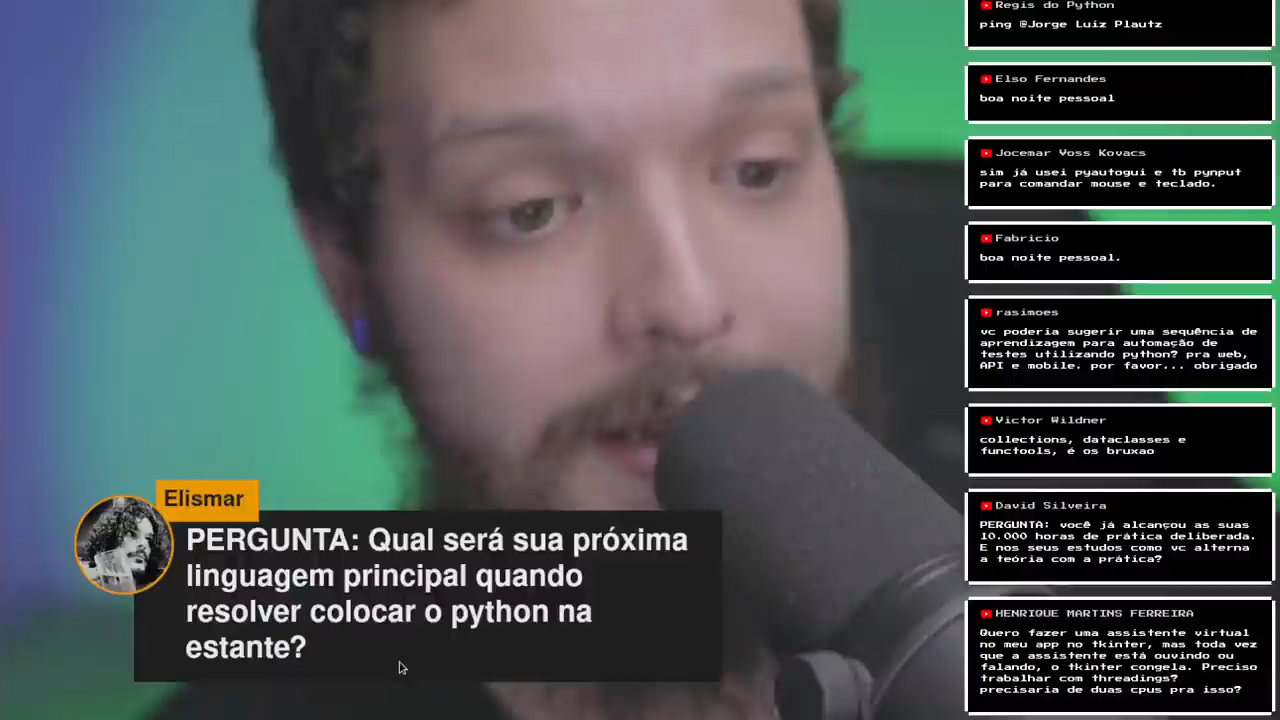 Elismar
PERGUNTA: Qual será sua próxima
linguagem principal quando
resolver colocar o python na
estante?
Regis do Python
ping @Jorge Luiz Plautz
Elso Fernandes
boa noite pessoal
Jocemar Voss Kovacs
sim já usei pyautogui e tb pynput
para comandar mouse e teclado.
Fabricio
boa noite pessoal.
rasimoes
vc poderia sugerir uma sequência de
aprendizagem para automação de
testes utilizando python? pra web,
API e mobile. por favor... obrigado
Victor Wildner
collections, dataclasses e
functools, é os bruxao
David Silveira
PERGUNTA: você já alcançou as suas
10.000 horas de prática deliberada.
E nos seus estudos como vc alterna
a teória com a prática?
HENRIQUE MARTINS FERREIRA
Quero fazer uma assistente virtual
no meu app no tkinter, mas toda vez
que a assistente está ouvindo ou
falando, o tkinter congela. Preciso
trabalhar com threadings?
precisaria de duas cpus pra isso?